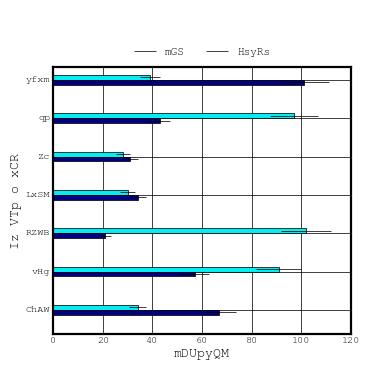 mGS HsyRs
yfxm
qp
Zc
LxSM
RZWB
vHg
ChAW
Iz VTp o xCR
0 20 40 60 80 100 120
mDUpyQM